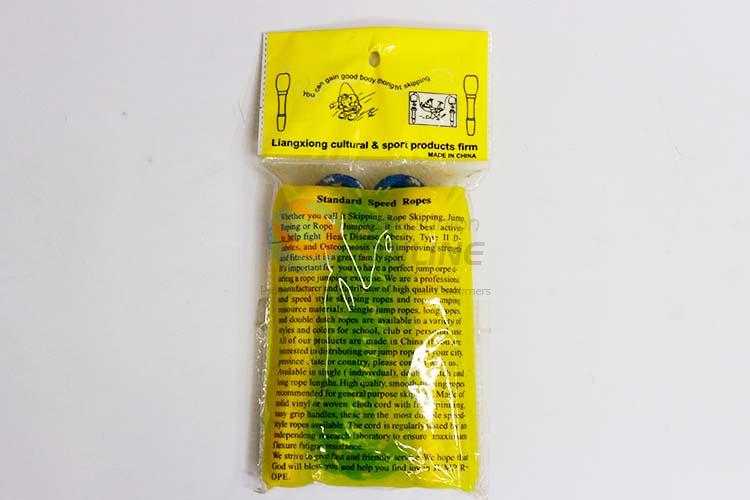 You can gain good body thonght skipping
Liangxiong cultural & sport products firm
MADE IN CHINA
Standard Speed Ropes
Whether you call it Skipping, Rope Skipping, Jump
Roping or Rope Jumping... it is the best activity
to help fight Heart Disease, Obesity, Type II D-
iabetes, and Osteoporosis while improving strength
and fitness, it is a great family sport.
It's important for you to have a perfect jump orpe d-
uring a rope jumping exercise. We are a professional
manufacturer and distributor of high quality beads
and speed style jumping ropes and rope jumping
resource materials. Single jump ropes, long ropes,
and double dutch ropes are available in a variety of
styles and colors for school, club or personal use
All of our products are made in China. If you are
interested in distributing our jump ropes in your city
province, state or country, please contact with us.
Available in single ( indivivdual), double dutch and
long rope lengths. High quality, smooth-turning ropes
recommended for general purpose skipping. Made of
solid vinyl or woven cloth cord with free spinning,
easy grip handles, these are the most durable speed-
style ropes available. The cord is regularly tested by an
independeng research laboratory to ensure maximum
flexure fatigue resistance.
We strive to give fast and friendly service. We hope that
God will bless you and help you find joy in JUMP R-
OPE.